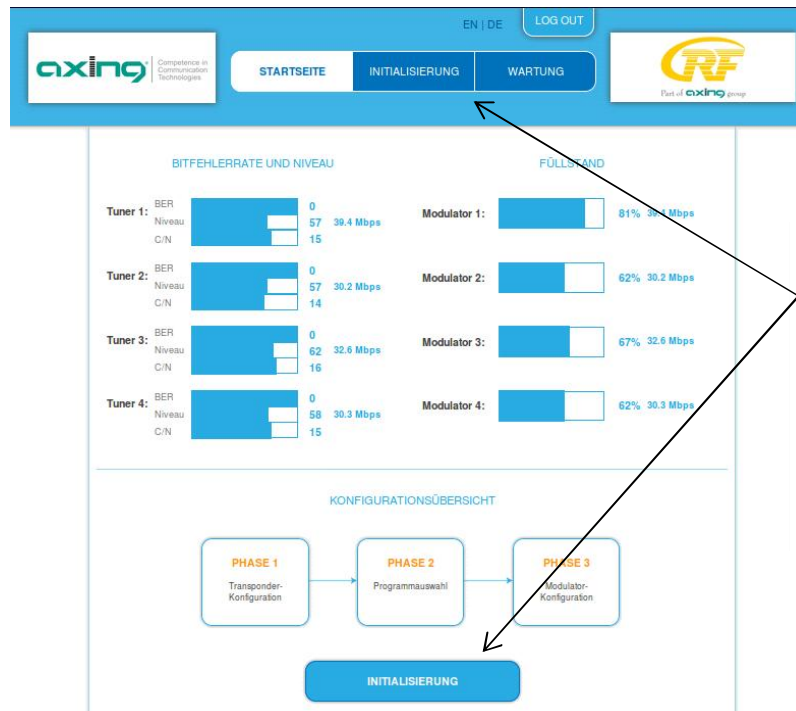 EN | DE
LOG OUT
axing
Competence in
Communication
Technologies
STARTSEITE
INITIALISIERUNG
WARTUNG
CRF
Part of axing group
BITFEHLERRATE UND NIVEAU
FÜLLSTAND
Tuner 1:
BER 0
Niveau 57 39.4 Mbps
C/N 15
Modulator 1: 81% 39.4 Mbps
Tuner 2:
BER 0
Niveau 57 30.2 Mbps
C/N 14
Modulator 2: 62% 30.2 Mbps
Tuner 3:
BER 0
Niveau 62 32.6 Mbps
C/N 16
Modulator 3: 67% 32.6 Mbps
Tuner 4:
BER 0
Niveau 58 30.3 Mbps
C/N 15
Modulator 4: 62% 30.3 Mbps
KONFIGURATIONSÜBERSICHT
PHASE 1
Transponder-
Konfiguration
PHASE 2
Programmauswahl
PHASE 3
Modulator-
Konfiguration
INITIALISIERUNG